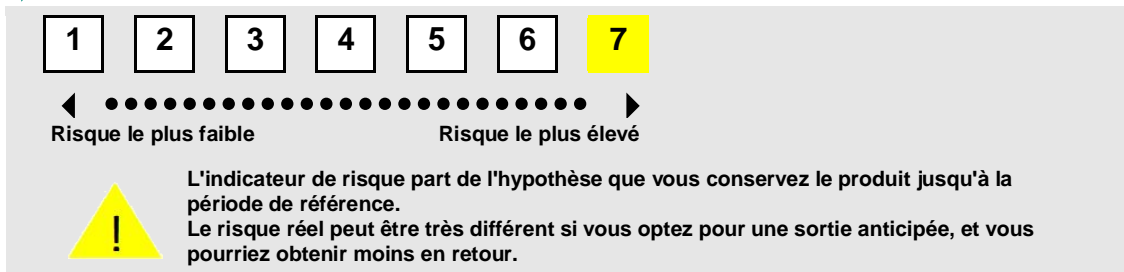 1 2 3 4 5 6 7
Risque le plus faible Risque le plus élevé
L'indicateur de risque part de l'hypothèse que vous conservez le produit jusqu'à la
période de référence.
Le risque réel peut être très différent si vous optez pour une sortie anticipée, et vous
pourriez obtenir moins en retour.
!